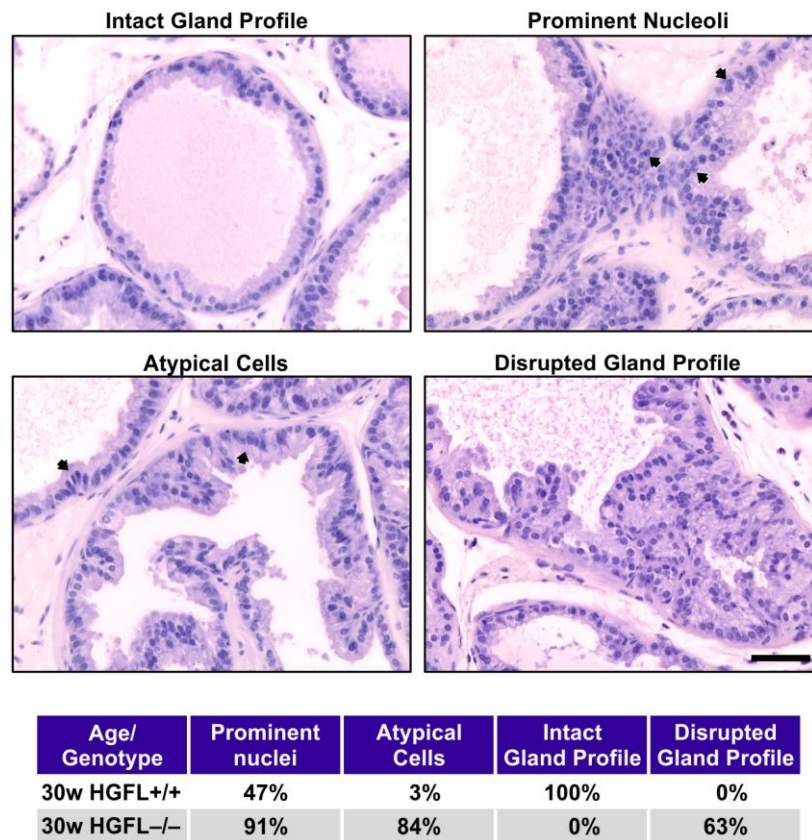 Intact Gland Profile
Prominent Nucleoli
Atypical Cells
Disrupted Gland Profile
Age/ Prominent Atypical Intact Disrupted
Genotype nuclei Cells Gland Profile Gland Profile
30w HGFL+/+ 47% 3% 100% 0%
30w HGFL–/– 91% 84% 0% 63%